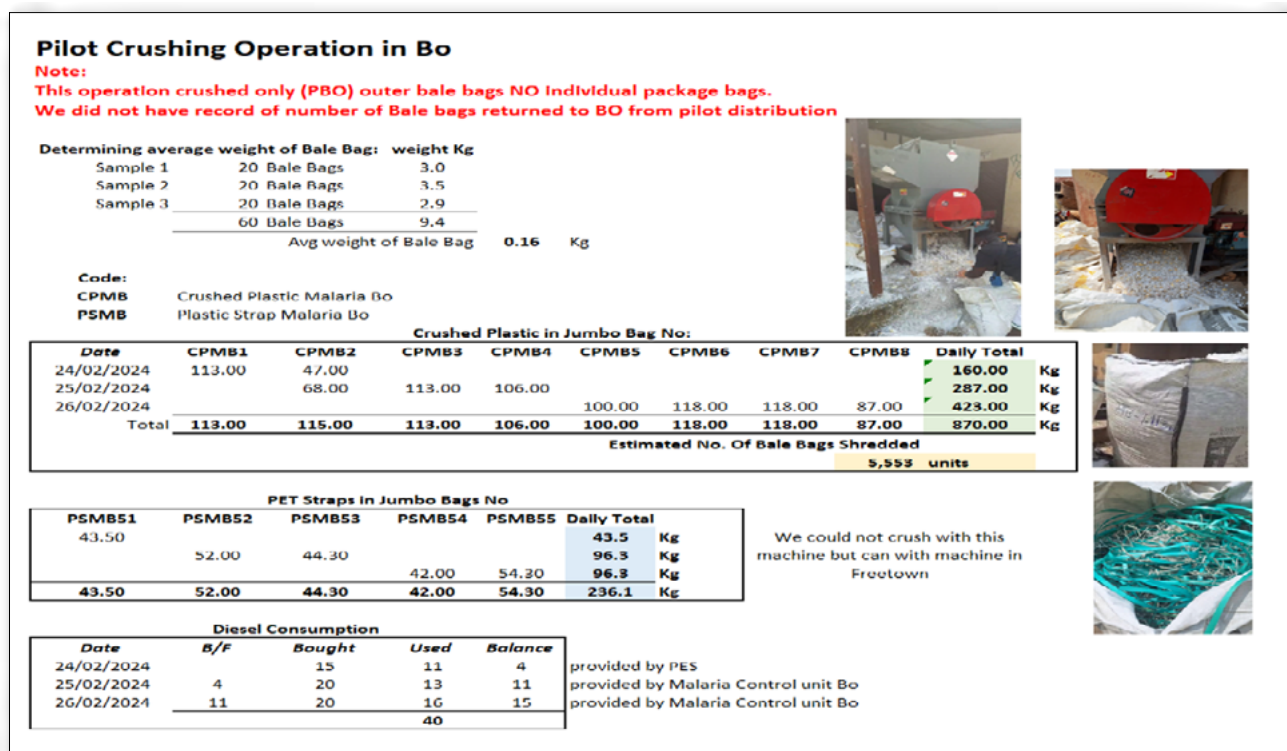 Pilot Crushing Operation in Bo
Note:
This operation crushed only (PBO) outer bale bags NO individual package bags.
We did not have record of number of Bale bags returned to BO from pilot distribution
Determining average weight of Bale Bag: weight Kg
Sample 1 20 Bale Bags 3.0
Sample 2 20 Bale Bags 3.5
Sample 3 20 Bale Bags 2.9
60 Bale Bags 9.4
Avg weight of Bale Bag 0.16 Kg
Code:
CPMB Crushed Plastic Malaria Bo
PSMB Plastic Strap Malaria Bo
Crushed Plastic in Jumbo Bag No:
Date CPMB1 CPMB2 CPMB3 CPMB4 CPMB5 CPMB6 CPMB7 CPMB8 Daily Total
24/02/2024 113.00 47.00 160.00 Kg
25/02/2024 68.00 113.00 106.00 287.00 Kg
26/02/2024 100.00 118.00 118.00 87.00 423.00 Kg
Total 113.00 115.00 113.00 106.00 100.00 118.00 118.00 87.00 870.00 Kg
Estimated No. Of Bale Bags Shredded
5,553 units
PET Straps in Jumbo Bags No
PSMB51 PSMB52 PSMB53 PSMB54 PSMB55 Daily Total
43.50 43.5 Kg
52.00 44.30 96.3 Kg
42.00 54.30 96.3 Kg
43.50 52.00 44.30 42.00 54.30 236.1 Kg
We could not crush with this
machine but can with machine in
Freetown
Diesel Consumption
Date B/F Bought Used Balance
24/02/2024 15 11 4 provided by PES
25/02/2024 4 20 13 11 provided by Malaria Control unit Bo
26/02/2024 11 20 16 15 provided by Malaria Control unit Bo
40